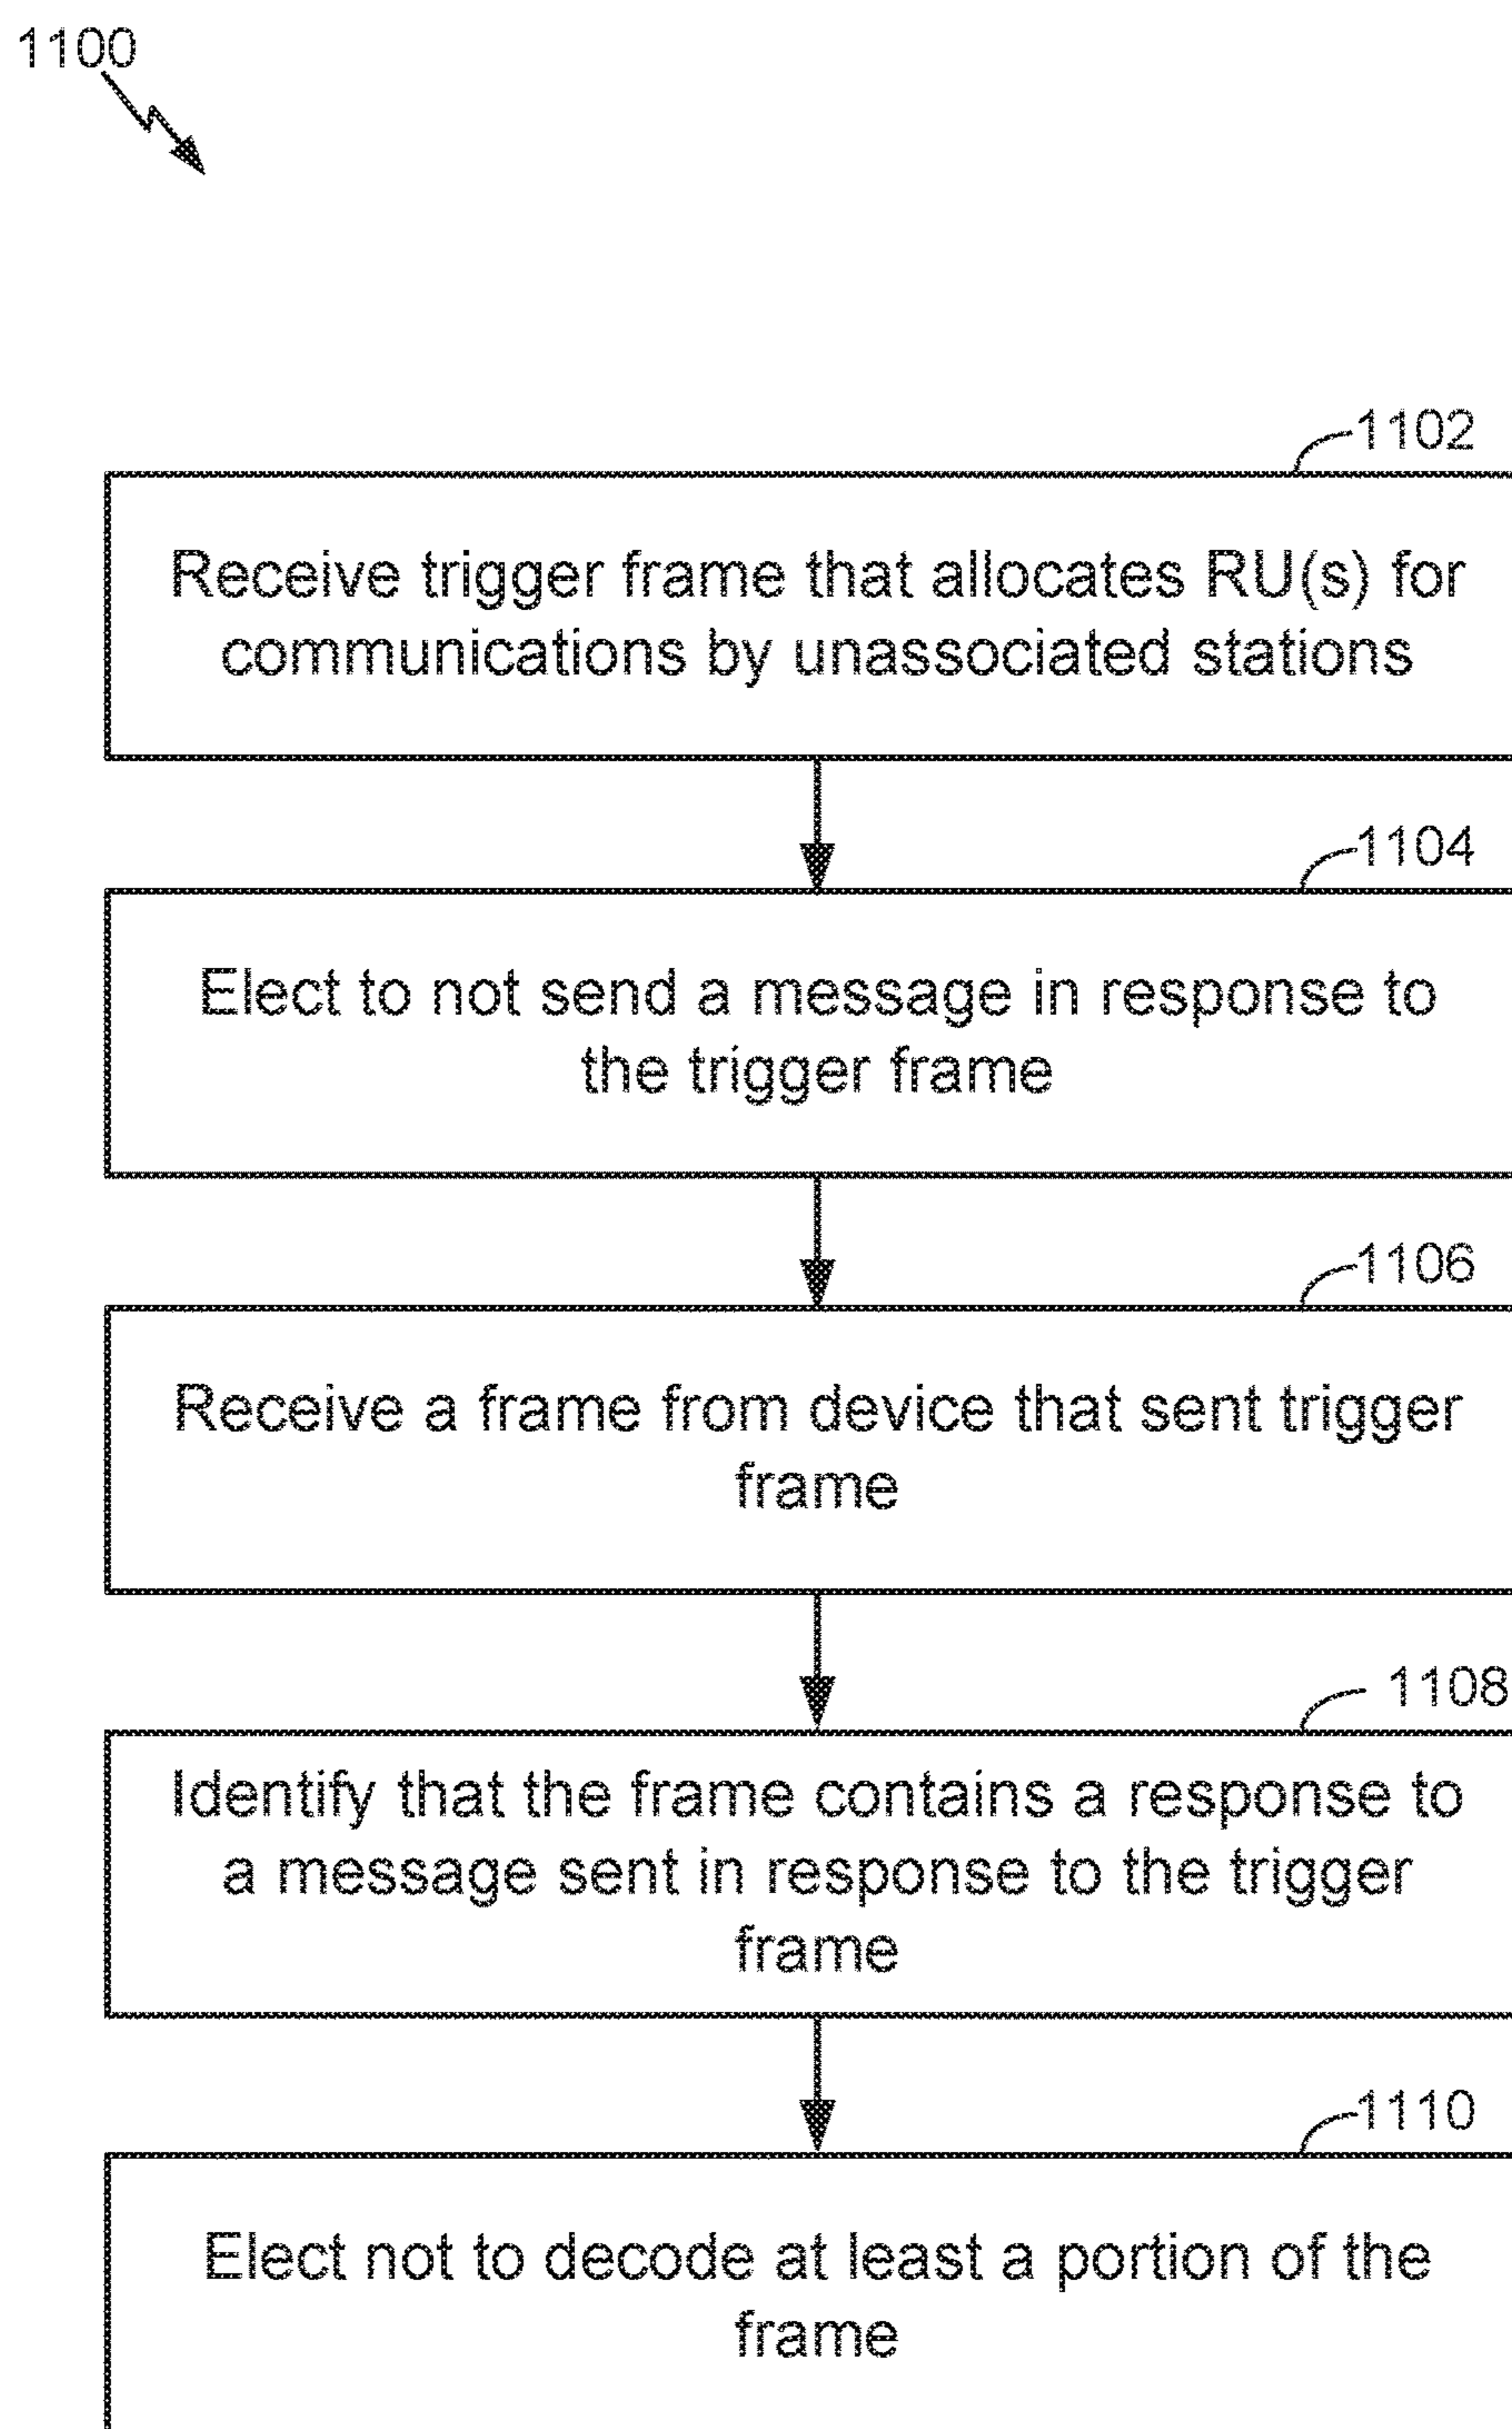 1100
1102
Receive trigger frame that allocates RU(s) for
communications by unassociated stations
1104
Elect to not send a message in response to
the trigger frame
1106
Receive a frame from device that sent trigger
frame
1108
Identify that the frame contains a response to
a message sent in response to the trigger
frame
1110
Elect not to decode at least a portion of the
frame